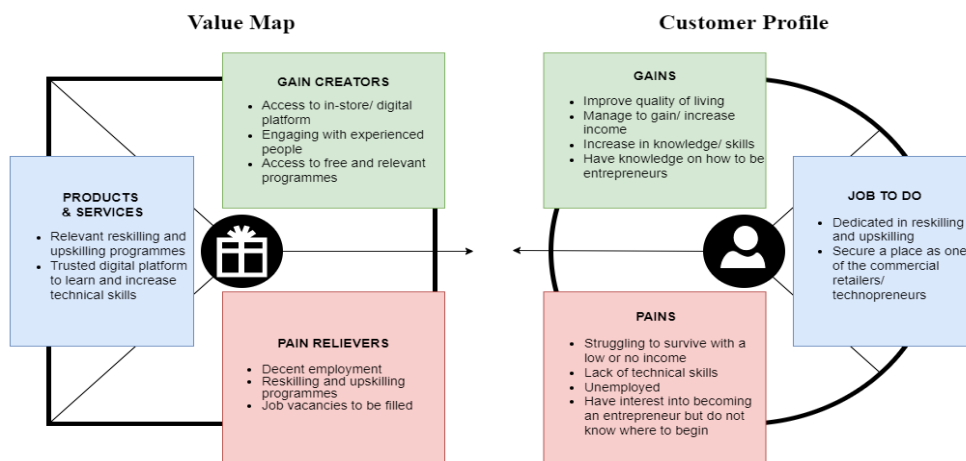 Value Map
GAIN CREATORS
• Access to in-store/ digital
platform
• Engaging with experienced
people
• Access to free and relevant
programmes
PRODUCTS
& SERVICES
• Relevant reskilling and
upskilling programmes
• Trusted digital platform
to learn and increase
technical skills
PAIN RELIEVERS
• Decent employment
• Reskilling and upskilling
programmes
• Job vacancies to be filled
Customer Profile
GAINS
• Improve quality of living
• Manage to gain/ increase
income
• Increase in knowledge/ skills
• Have knowledge on how to be
entrepreneurs
JOB TO DO
• Dedicated in reskilling
and upskilling
• Secure a place as one
of the commercial
retailers/
technopreneurs
PAINS
• Struggling to survive with a
low or no income
• Lack of technical skills
• Unemployed
• Have interest into becoming
an entrepreneur but do not
know where to begin